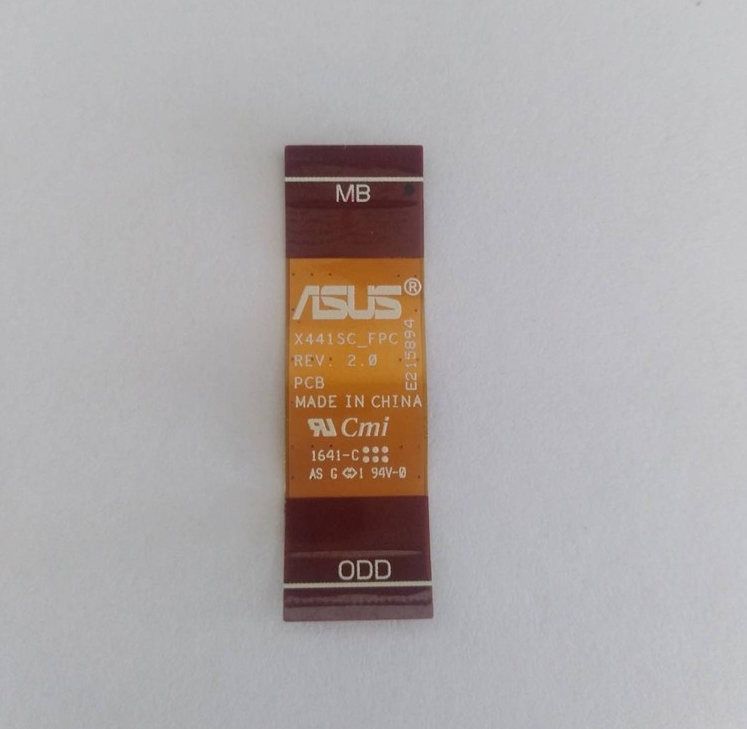 MB
ASUS®
X441SC_FPC
REV: 2.0
E215894
PCB
MADE IN CHINA
Cmi
1641-C
AS G ⇔1 94V-0
ODD